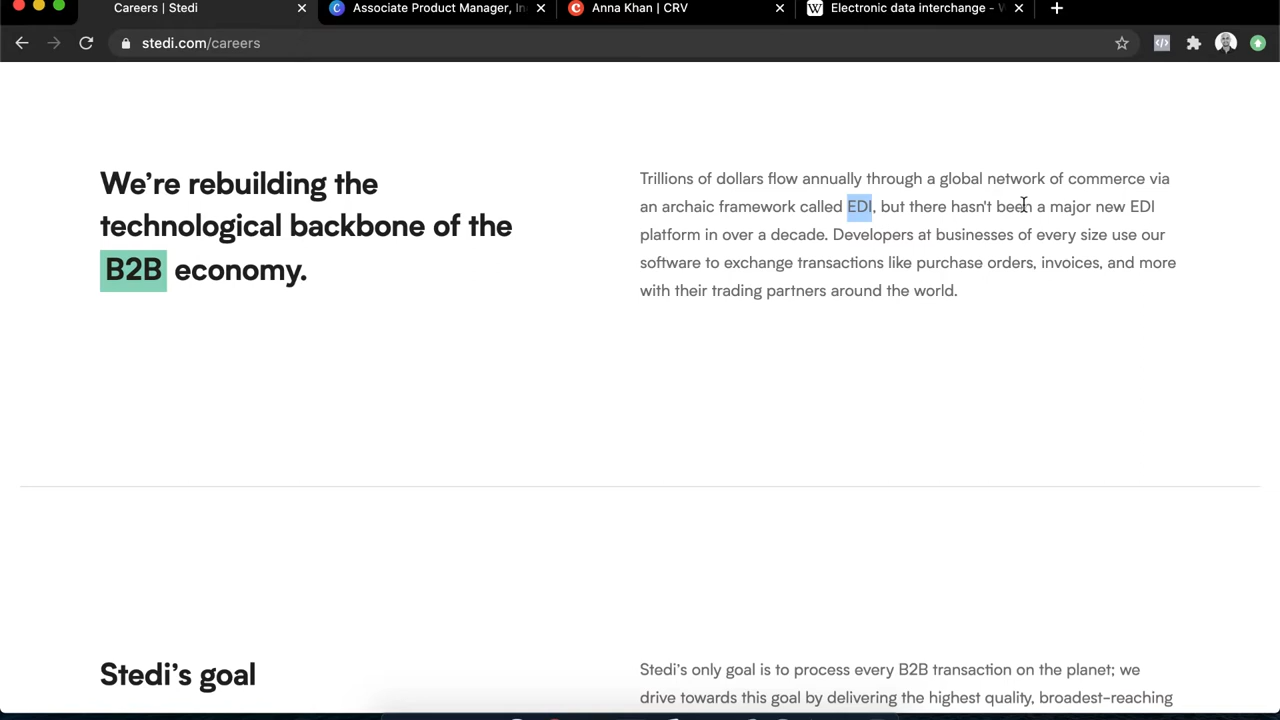 Careers | Stedi
Associate Product Manager, In
Anna Khan | CRV
Electronic data interchange - W
stedi.com/careers
We're rebuilding the
technological backbone of the
B2B economy.
Trillions of dollars flow annually through a global network of commerce via
an archaic framework called EDI, but there hasn't been a major new EDI
platform in over a decade. Developers at businesses of every size use our
software to exchange transactions like purchase orders, invoices, and more
with their trading partners around the world.
Stedi's goal
Stedi's only goal is to process every B2B transaction on the planet; we
drive towards this goal by delivering the highest quality, broadest-reaching